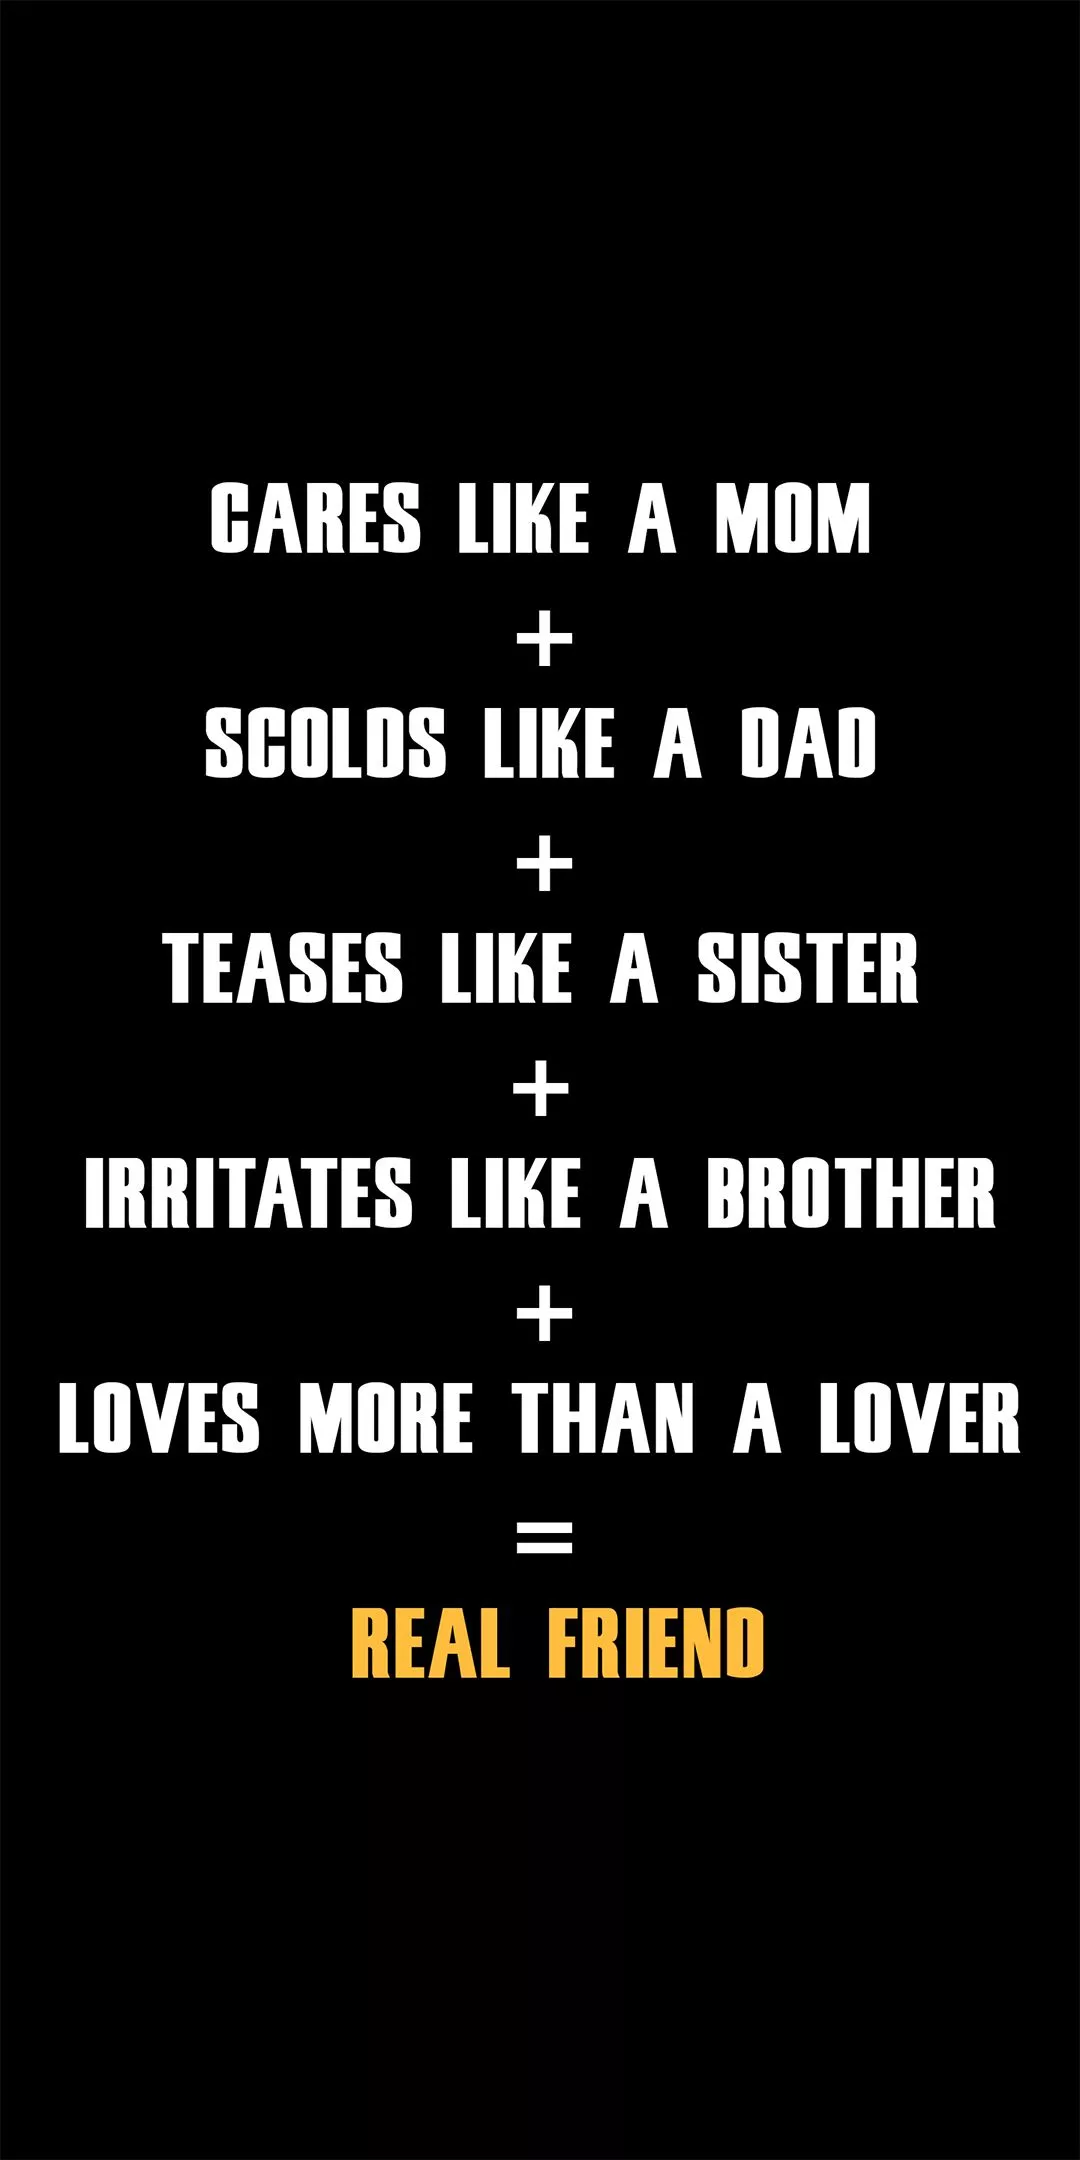 CARES LIKE A MOM
+
SCOLDS LIKE A DAD
+
TEASES LIKE A SISTER
+
IRRITATES LIKE A BROTHER
+
LOVES MORE THAN A LOVER
=
REAL FRIEND